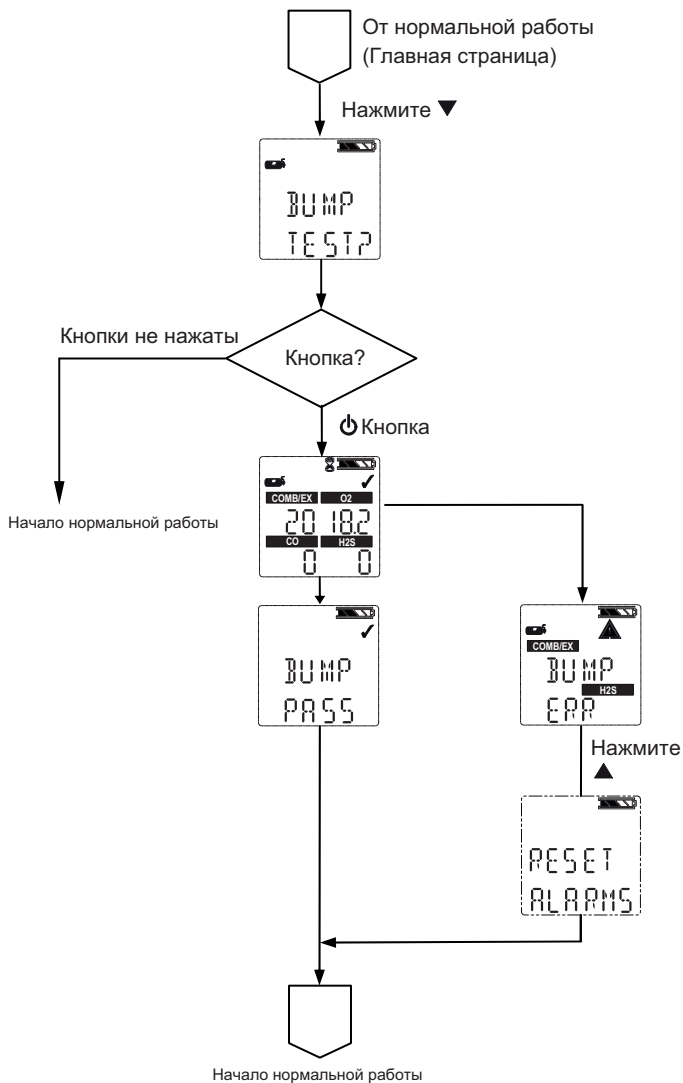 От нормальной работы
(Главная страница)
Нажмите ▼
BUMP
TEST?
Кнопки не нажаты
Кнопка?
Кнопка
Начало нормальной работы
COMB/EX O2
20 18.2
CO H2S
0 0
BUMP
PASS
COMB/EX
BUMP
H2S
ERR
Нажмите
▲
RESET
ALARMS
Начало нормальной работы